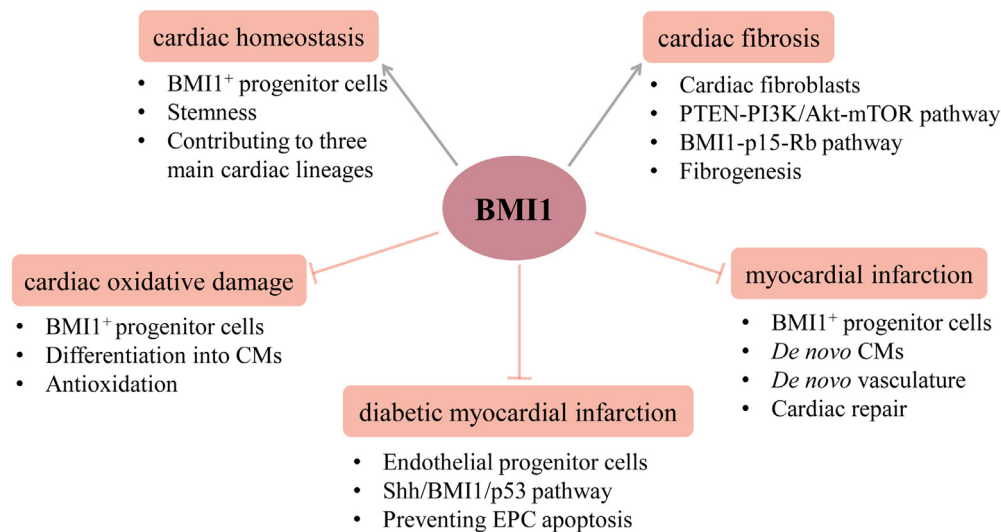 cardiac homeostasis
• BMI1⁺ progenitor cells
• Stemness
• Contributing to three
main cardiac lineages
cardiac fibrosis
• Cardiac fibroblasts
• PTEN-PI3K/Akt-mTOR pathway
• BMI1-p15-Rb pathway
• Fibrogenesis
BMI1
cardiac oxidative damage
• BMI1⁺ progenitor cells
• Differentiation into CMs
• Antioxidation
diabetic myocardial infarction
• Endothelial progenitor cells
• Shh/BMI1/p53 pathway
• Preventing EPC apoptosis
myocardial infarction
• BMI1⁺ progenitor cells
• De novo CMs
• De novo vasculature
• Cardiac repair